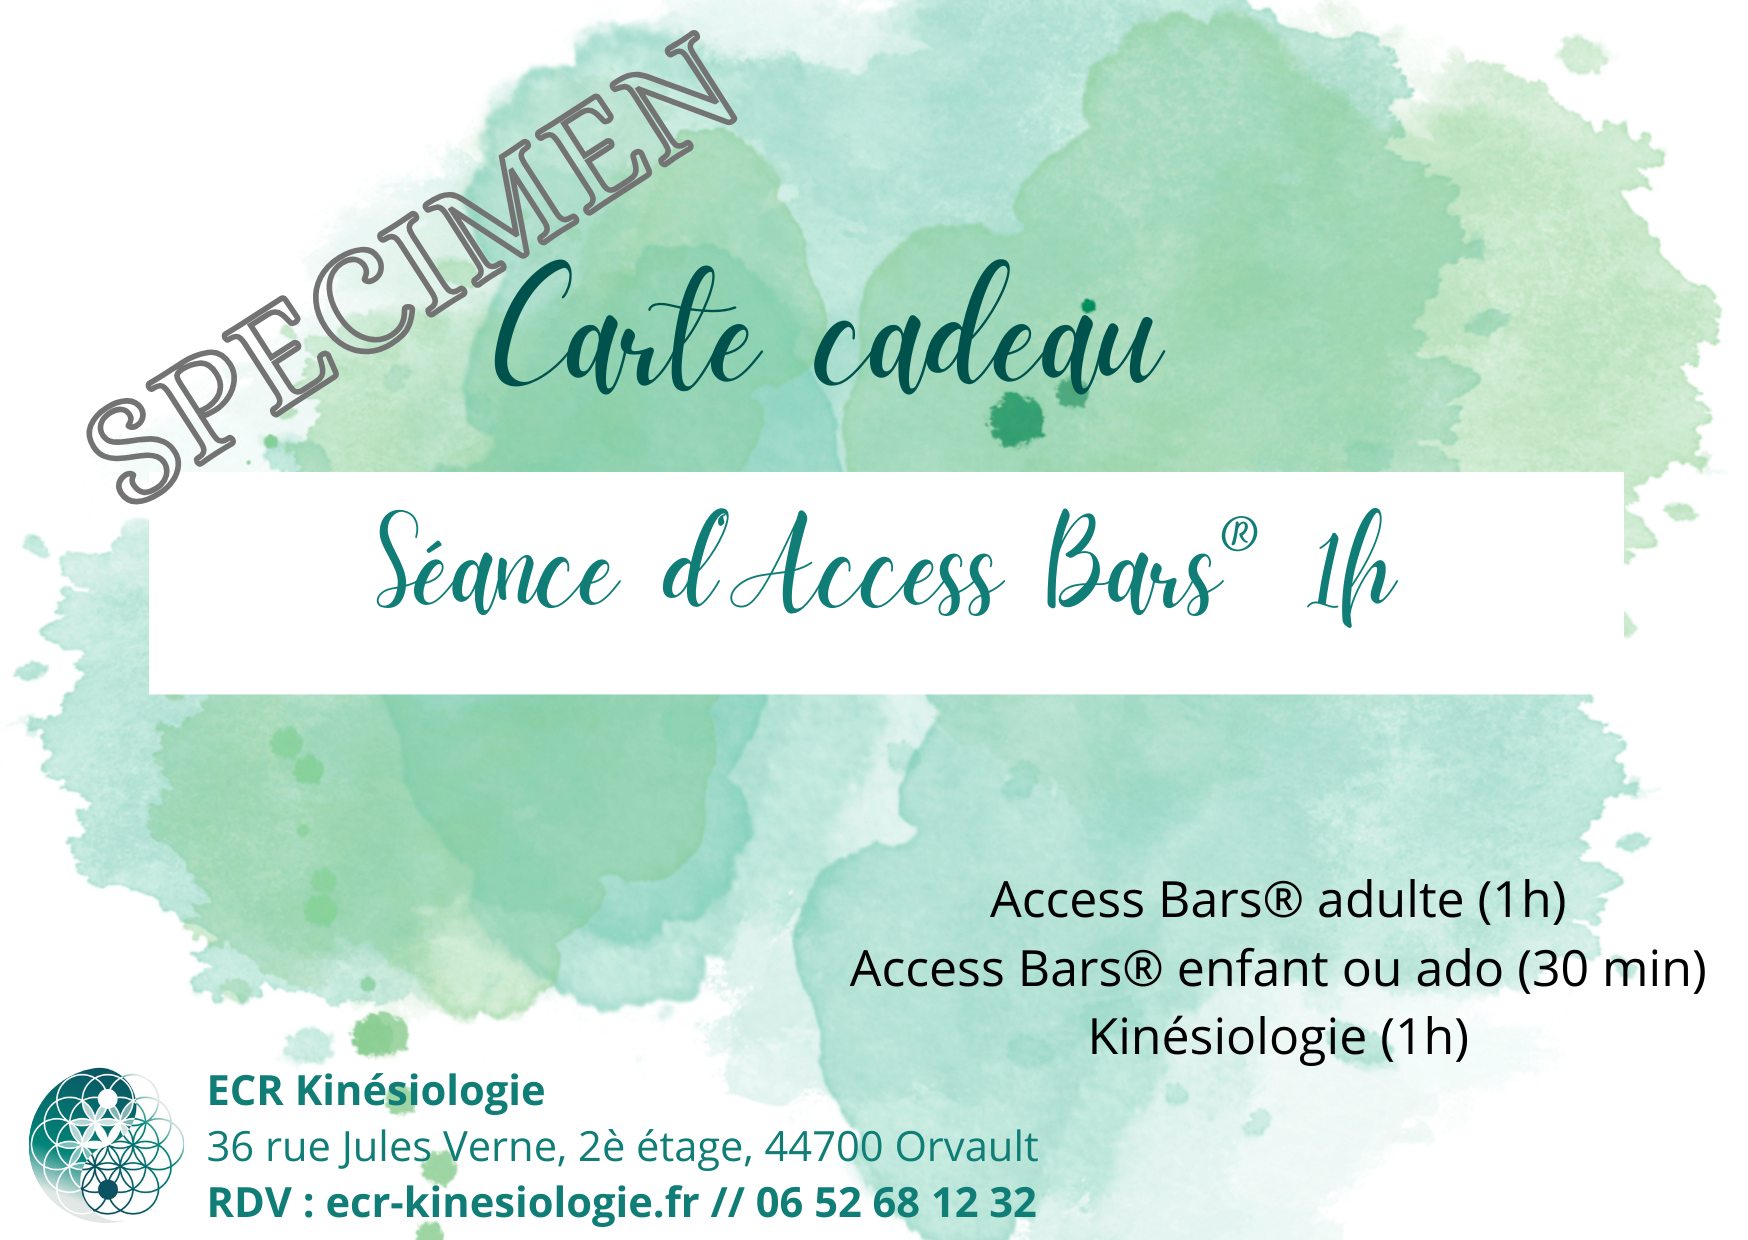 SPECIMEN
Carte cadeau
Séance d'Access Bars® 1h
Access Bars® adulte (1h)
Access Bars® enfant ou ado (30 min)
Kinésiologie (1h)
ECR Kinésiologie
36 rue Jules Verne, 2è étage, 44700 Orvault
RDV : ecr-kinesiologie.fr // 06 52 68 12 32